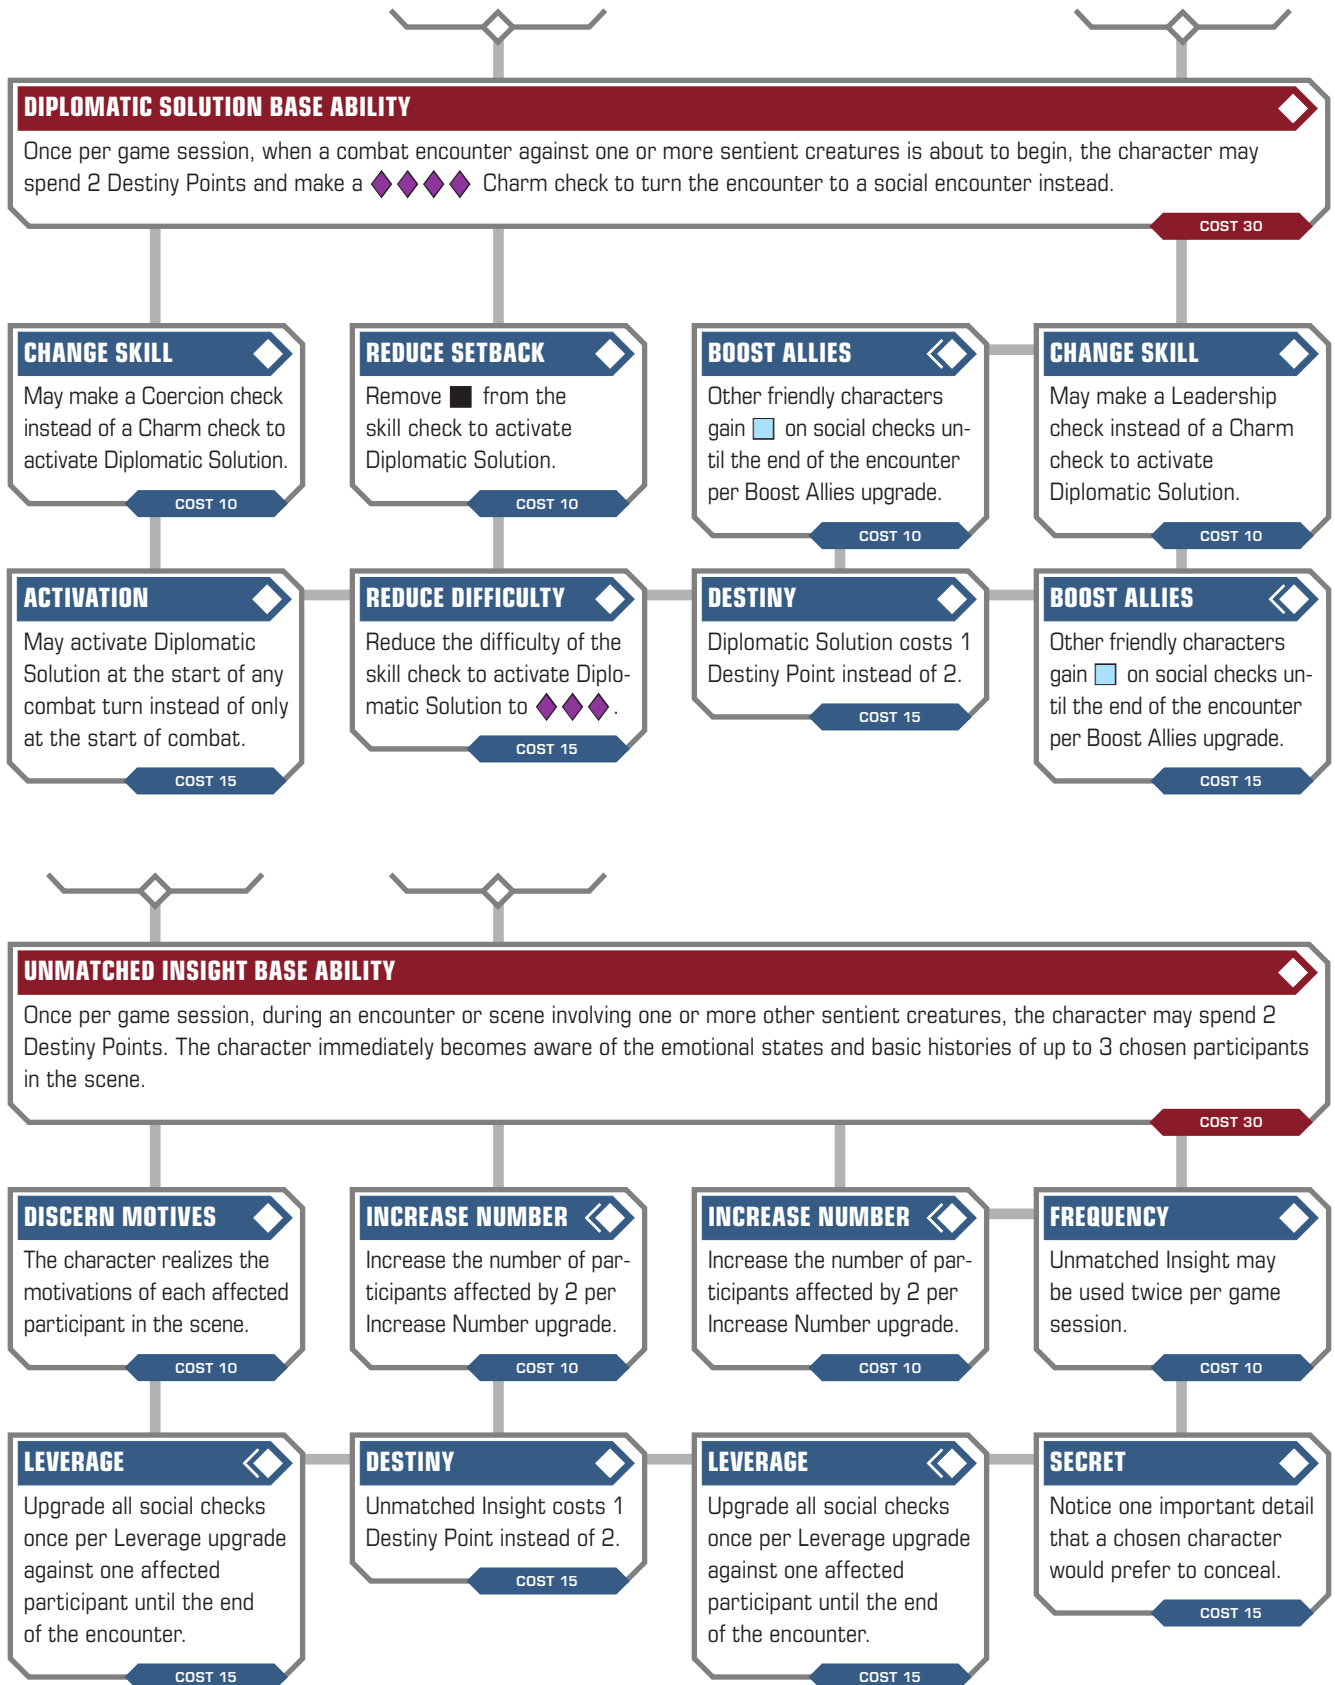 DIPLOMATIC SOLUTION BASE ABILITY
Once per game session, when a combat encounter against one or more sentient creatures is about to begin, the character may
spend 2 Destiny Points and make a Charm check to turn the encounter to a social encounter instead.
COST 30
CHANGE SKILL
May make a Coercion check
instead of a Charm check to
activate Diplomatic Solution.
COST 10
REDUCE SETBACK
Remove from the
skill check to activate
Diplomatic Solution.
COST 10
BOOST ALLIES
Other friendly characters
gain on social checks un-
til the end of the encounter
per Boost Allies upgrade.
COST 10
CHANGE SKILL
May make a Leadership
check instead of a Charm
check to activate
Diplomatic Solution.
COST 10
ACTIVATION
May activate Diplomatic
Solution at the start of any
combat turn instead of only
at the start of combat.
COST 15
REDUCE DIFFICULTY
Reduce the difficulty of the
skill check to activate Diplo-
matic Solution to .
COST 15
DESTINY
Diplomatic Solution costs 1
Destiny Point instead of 2.
COST 15
BOOST ALLIES
Other friendly characters
gain on social checks un-
til the end of the encounter
per Boost Allies upgrade.
COST 15
UNMATCHED INSIGHT BASE ABILITY
Once per game session, during an encounter or scene involving one or more other sentient creatures, the character may spend 2
Destiny Points. The character immediately becomes aware of the emotional states and basic histories of up to 3 chosen participants
in the scene.
COST 30
DISCERN MOTIVES
The character realizes the
motivations of each affected
participant in the scene.
COST 10
INCREASE NUMBER
Increase the number of par-
ticipants affected by 2 per
Increase Number upgrade.
COST 10
INCREASE NUMBER
Increase the number of par-
ticipants affected by 2 per
Increase Number upgrade.
COST 10
FREQUENCY
Unmatched Insight may
be used twice per game
session.
COST 10
LEVERAGE
Upgrade all social checks
once per Leverage upgrade
against one affected
participant until the end
of the encounter.
COST 15
DESTINY
Unmatched Insight costs 1
Destiny Point instead of 2.
COST 15
LEVERAGE
Upgrade all social checks
once per Leverage upgrade
against one affected
participant until the end
of the encounter.
COST 15
SECRET
Notice one important detail
that a chosen character
would prefer to conceal.
COST 15